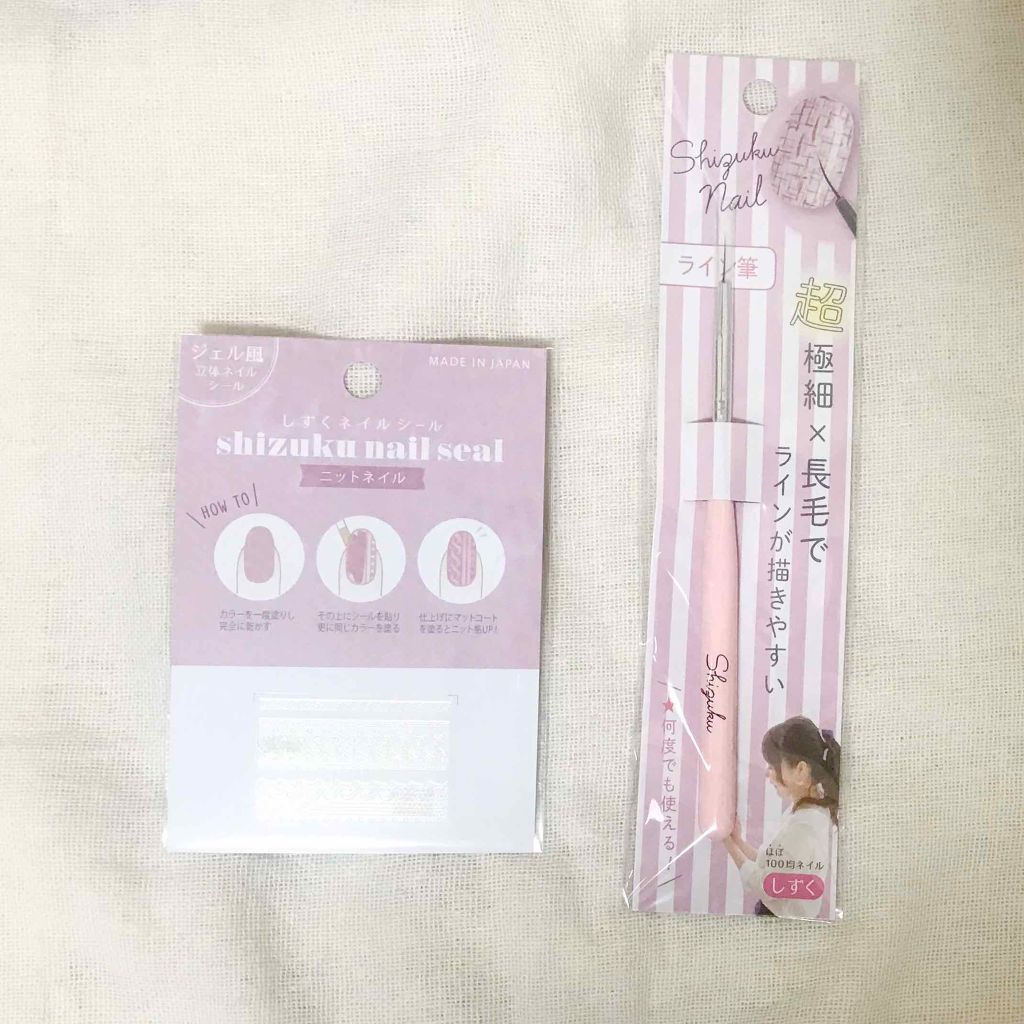 ジェル風
立体ネイル
シール
MADE IN JAPAN
しずくネイルシール
shizuku nail seal
ニットネイル
HOW TO
カラーを一度塗りし
完全に乾かす
その上にシールを貼り
更に同じカラーを塗る
仕上げにマットコート
を塗るとニット感UP!
Shizuku
nail
ライン筆
超
極細×長毛で
ラインが描きやすい
Shizuku
★何度でも使える!
ほぼ
100均ネイル
しずく